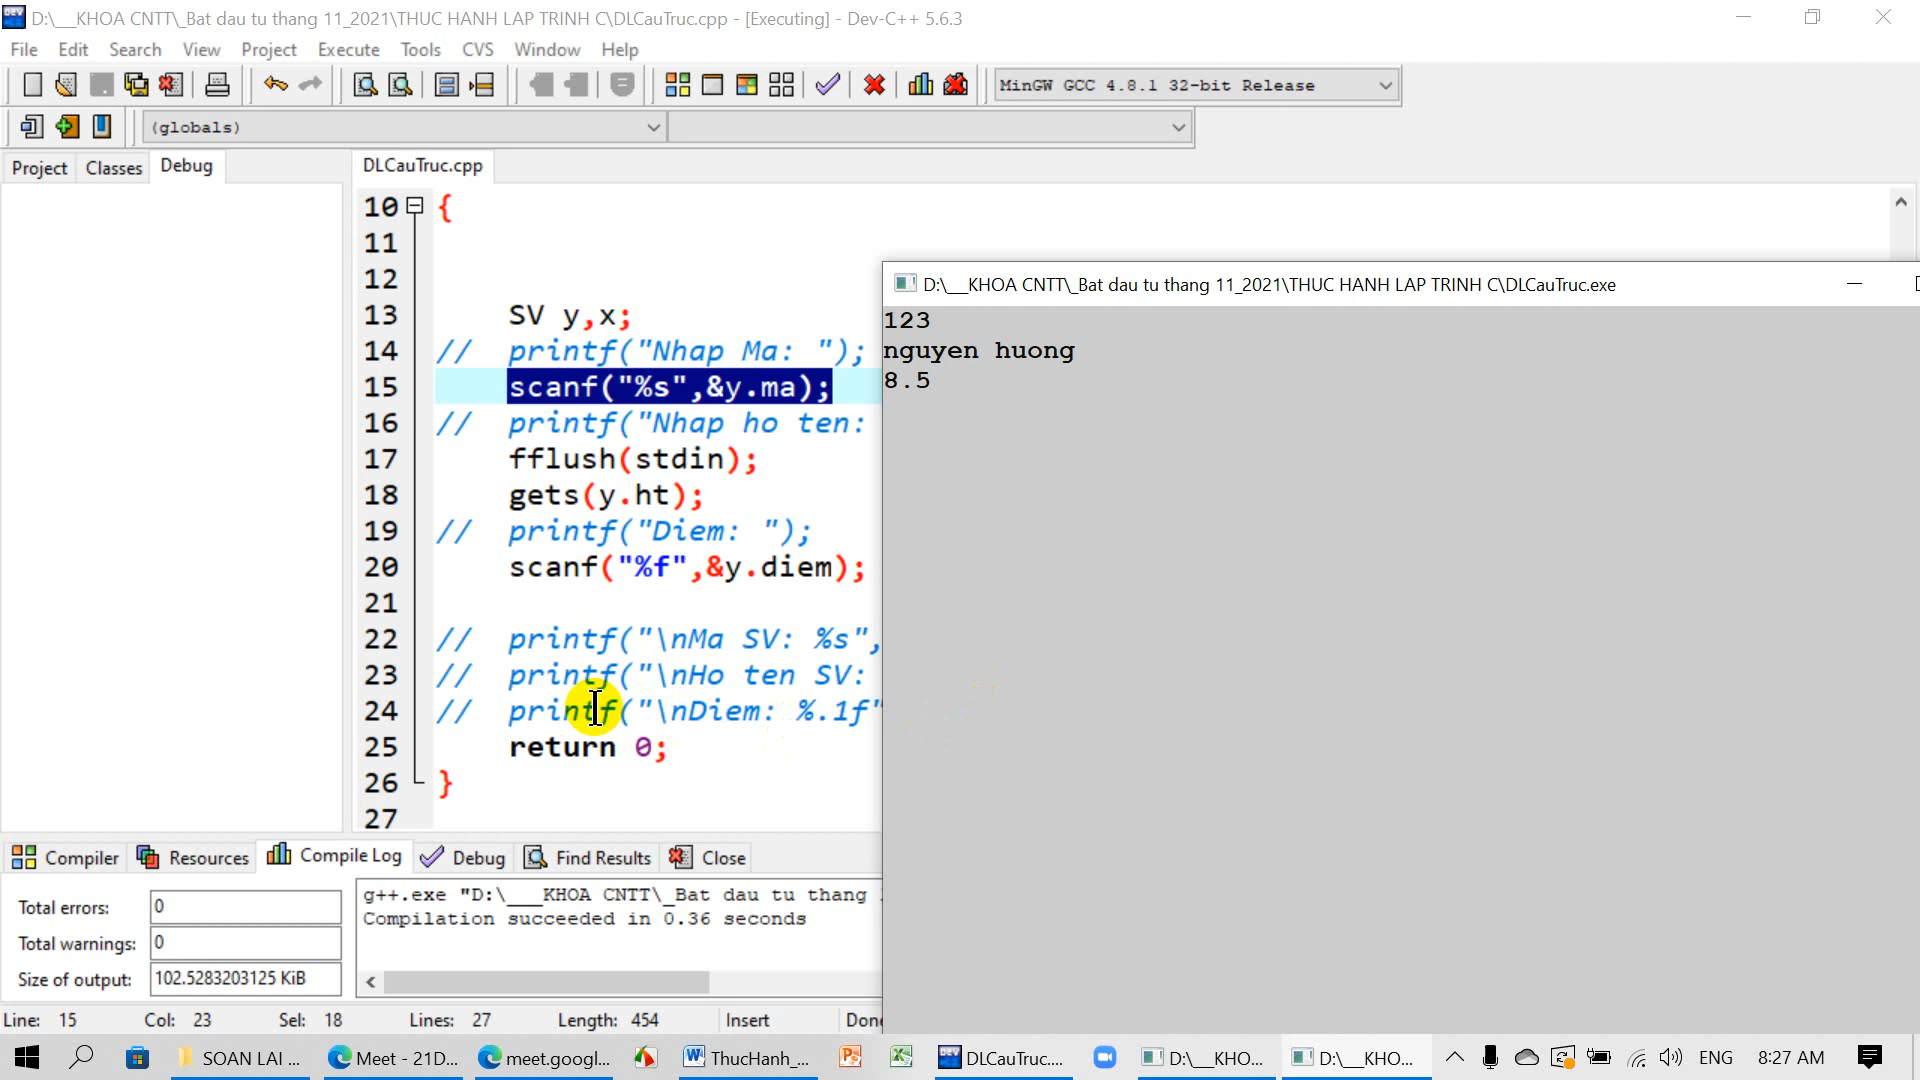 D:\___KHOA CNTT\_Bat dau tu thang 11_2021\THUC HANH LAP TRINH C\DLCauTruc.cpp - [Executing] - Dev-C++ 5.6.3
File Edit Search View Project Execute Tools CVS Window Help
MinGW GCC 4.8.1 32-bit Release
(globals)
Project Classes Debug
DLCauTruc.cpp
10 {
11
12
13 SV y,x;
14 // printf("Nhap Ma: ");
15 scanf("%s",&y.ma);
16 // printf("Nhap ho ten:
17 fflush(stdin);
18 gets(y.ht);
19 // printf("Diem: ");
20 scanf("%f",&y.diem);
21
22 // printf("\nMa SV: %s",
23 // printf("\nHo ten SV:
24 // printf("\nDiem: %.1f"
25 return 0;
26 }
27
D:\___KHOA CNTT\_Bat dau tu thang 11_2021\THUC HANH LAP TRINH C\DLCauTruc.exe
123
nguyen huong
8.5
Compiler Resources Compile Log Debug Find Results Close
Total errors: 0
Total warnings: 0
Size of output: 102.5283203125 KiB
g++.exe "D:\___KHOA CNTT\_Bat dau tu thang
Compilation succeeded in 0.36 seconds
Line: 15 Col: 23 Sel: 18 Lines: 27 Length: 454 Insert Done
SOAN LAI ... Meet - 21D... meet.googl... ThucHanh_... DLCauTruc.... D:\__KHO... D:\__KHO... ENG 8:27 AM